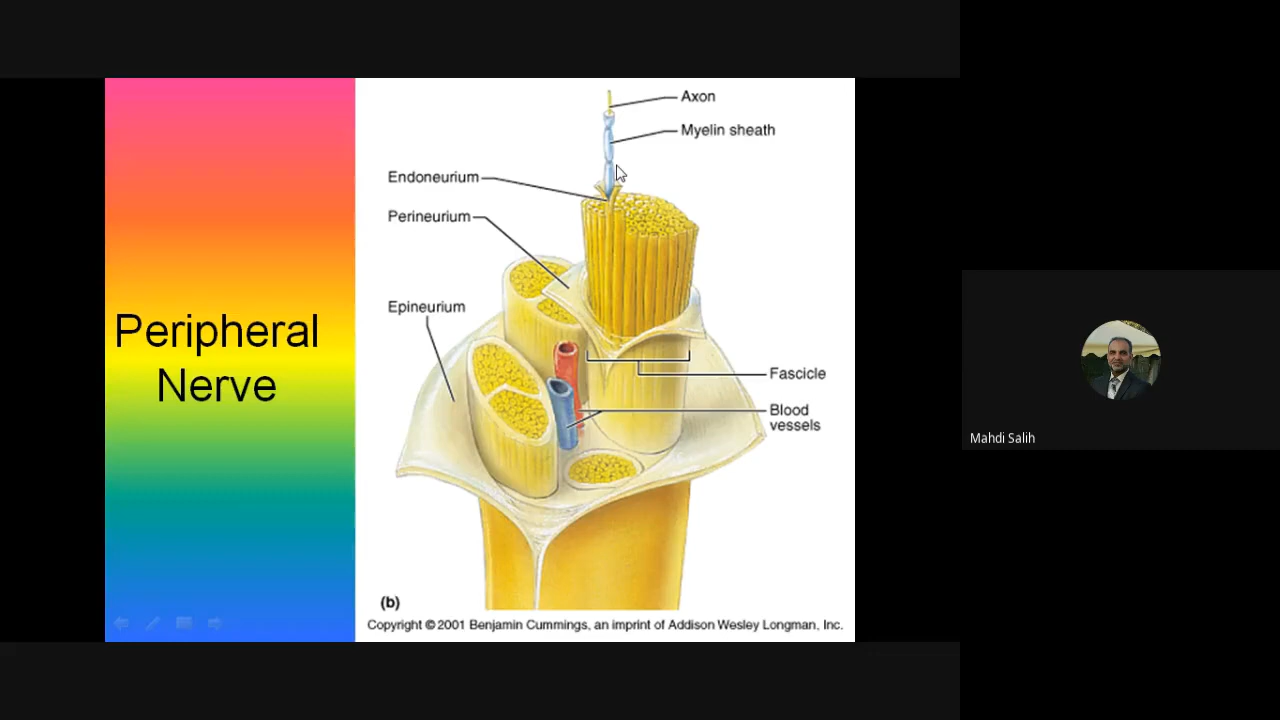 Peripheral
Nerve
Axon
Myelin sheath
Endoneurium
Perineurium
Epineurium
Fascicle
Blood
vessels
(b)
Copyright © 2001 Benjamin Cummings, an imprint of Addison Wesley Longman, Inc.
Mahdi Salih